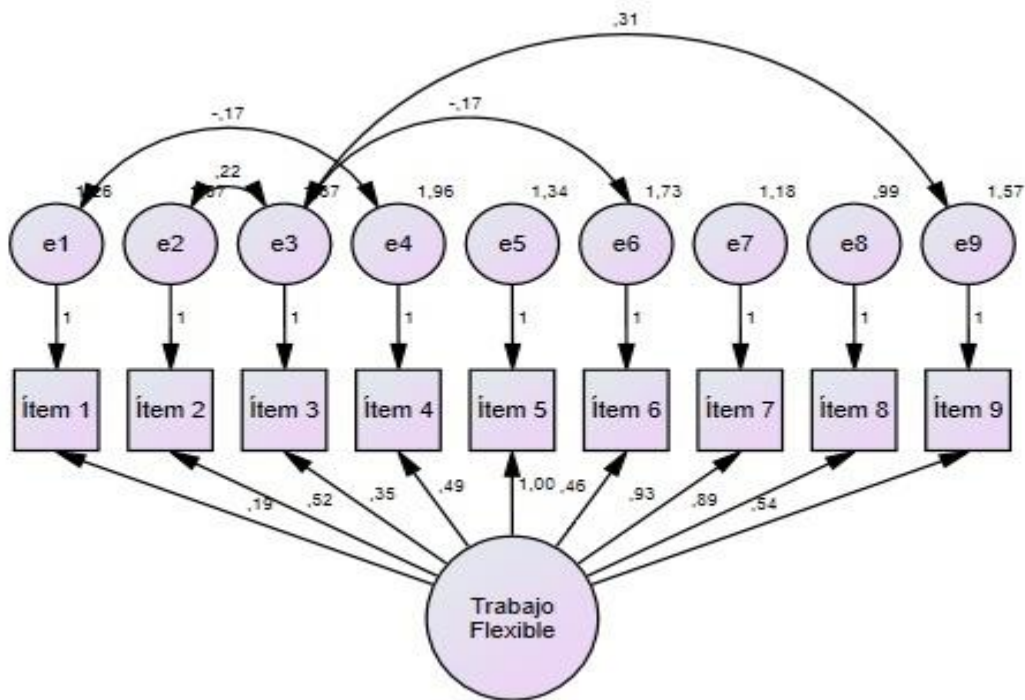 ,31
-,17
-,17
,22
1,96
1,34
1,73
1,18
,99
1,57
e1
e2
e3
e4
e5
e6
e7
e8
e9
1
1
1
1
1
1
1
1
1
Ítem 1
Ítem 2
Ítem 3
Ítem 4
Ítem 5
Ítem 6
Ítem 7
Ítem 8
Ítem 9
,19
,52
,35
,49
1,00
,46
,93
,89
,54
Trabajo
Flexible